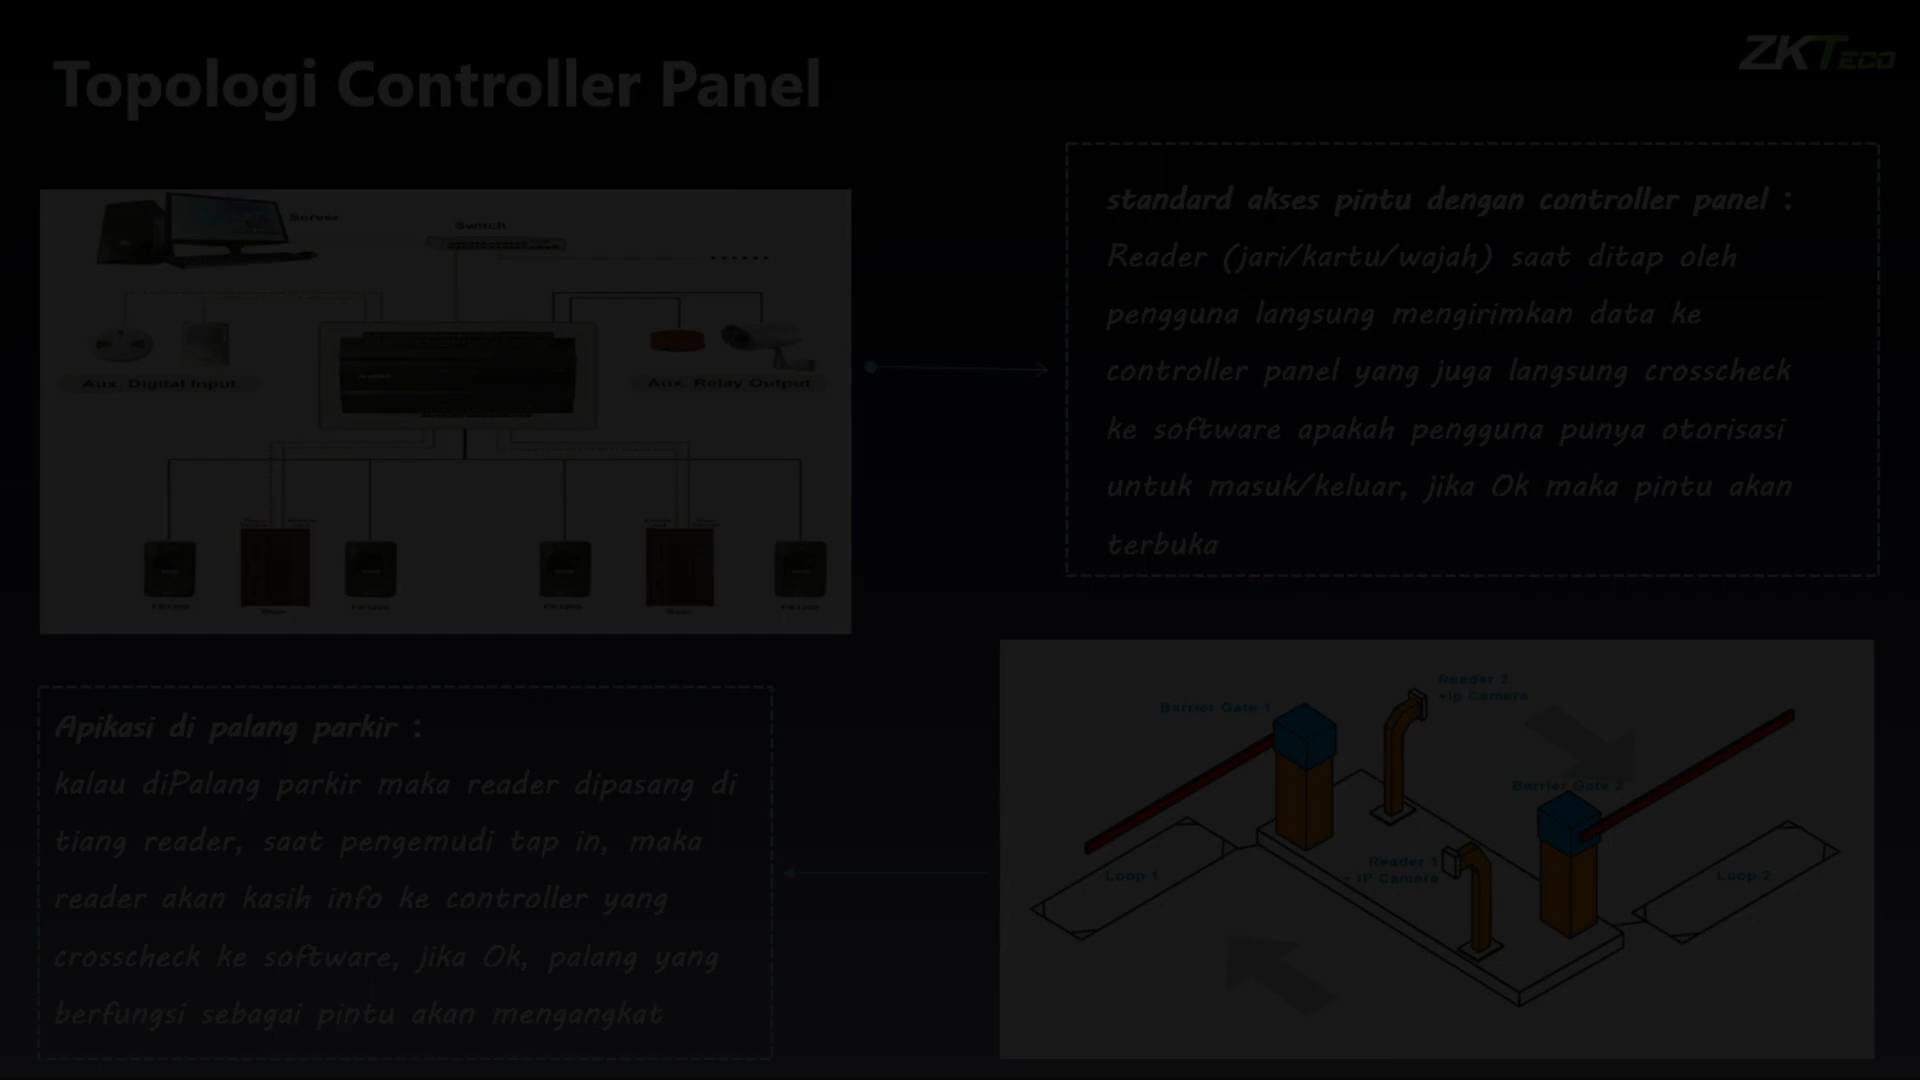 Topologi Controller Panel
ZKTeco
Server
Switch
Aux. Digital Input
Aux. Relay Output
standard akses pintu dengan controller panel :
Reader (jari/kartu/wajah) saat ditap oleh
pengguna langsung mengirimkan data ke
controller panel yang juga langsung crosscheck
ke software apakah pengguna punya otorisasi
untuk masuk/keluar, jika Ok maka pintu akan
terbuka
Apikasi di palang parkir :
kalau diPalang parkir maka reader dipasang di
tiang reader, saat pengemudi tap in, maka
reader akan kasih info ke controller yang
crosscheck ke software, jika Ok, palang yang
berfungsi sebagai pintu akan mengangkat
Reader 2
+Ip Camera
Barrier Gate 1
Barrier Gate 2
Reader 1
+ IP Camera
Loop 1
Loop 2